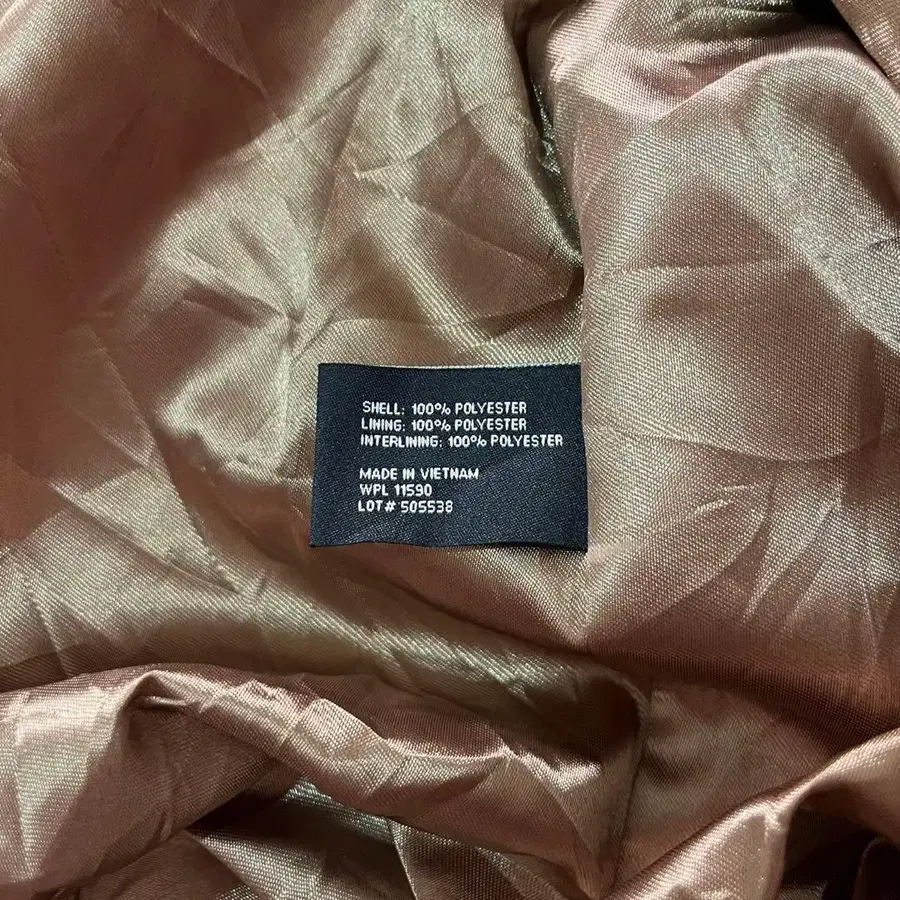 SHELL: 100% POLYESTER
LINING: 100% POLYESTER
INTERLINING: 100% POLYESTER
MADE IN VIETNAM
WPL 11590
LOT# 505538